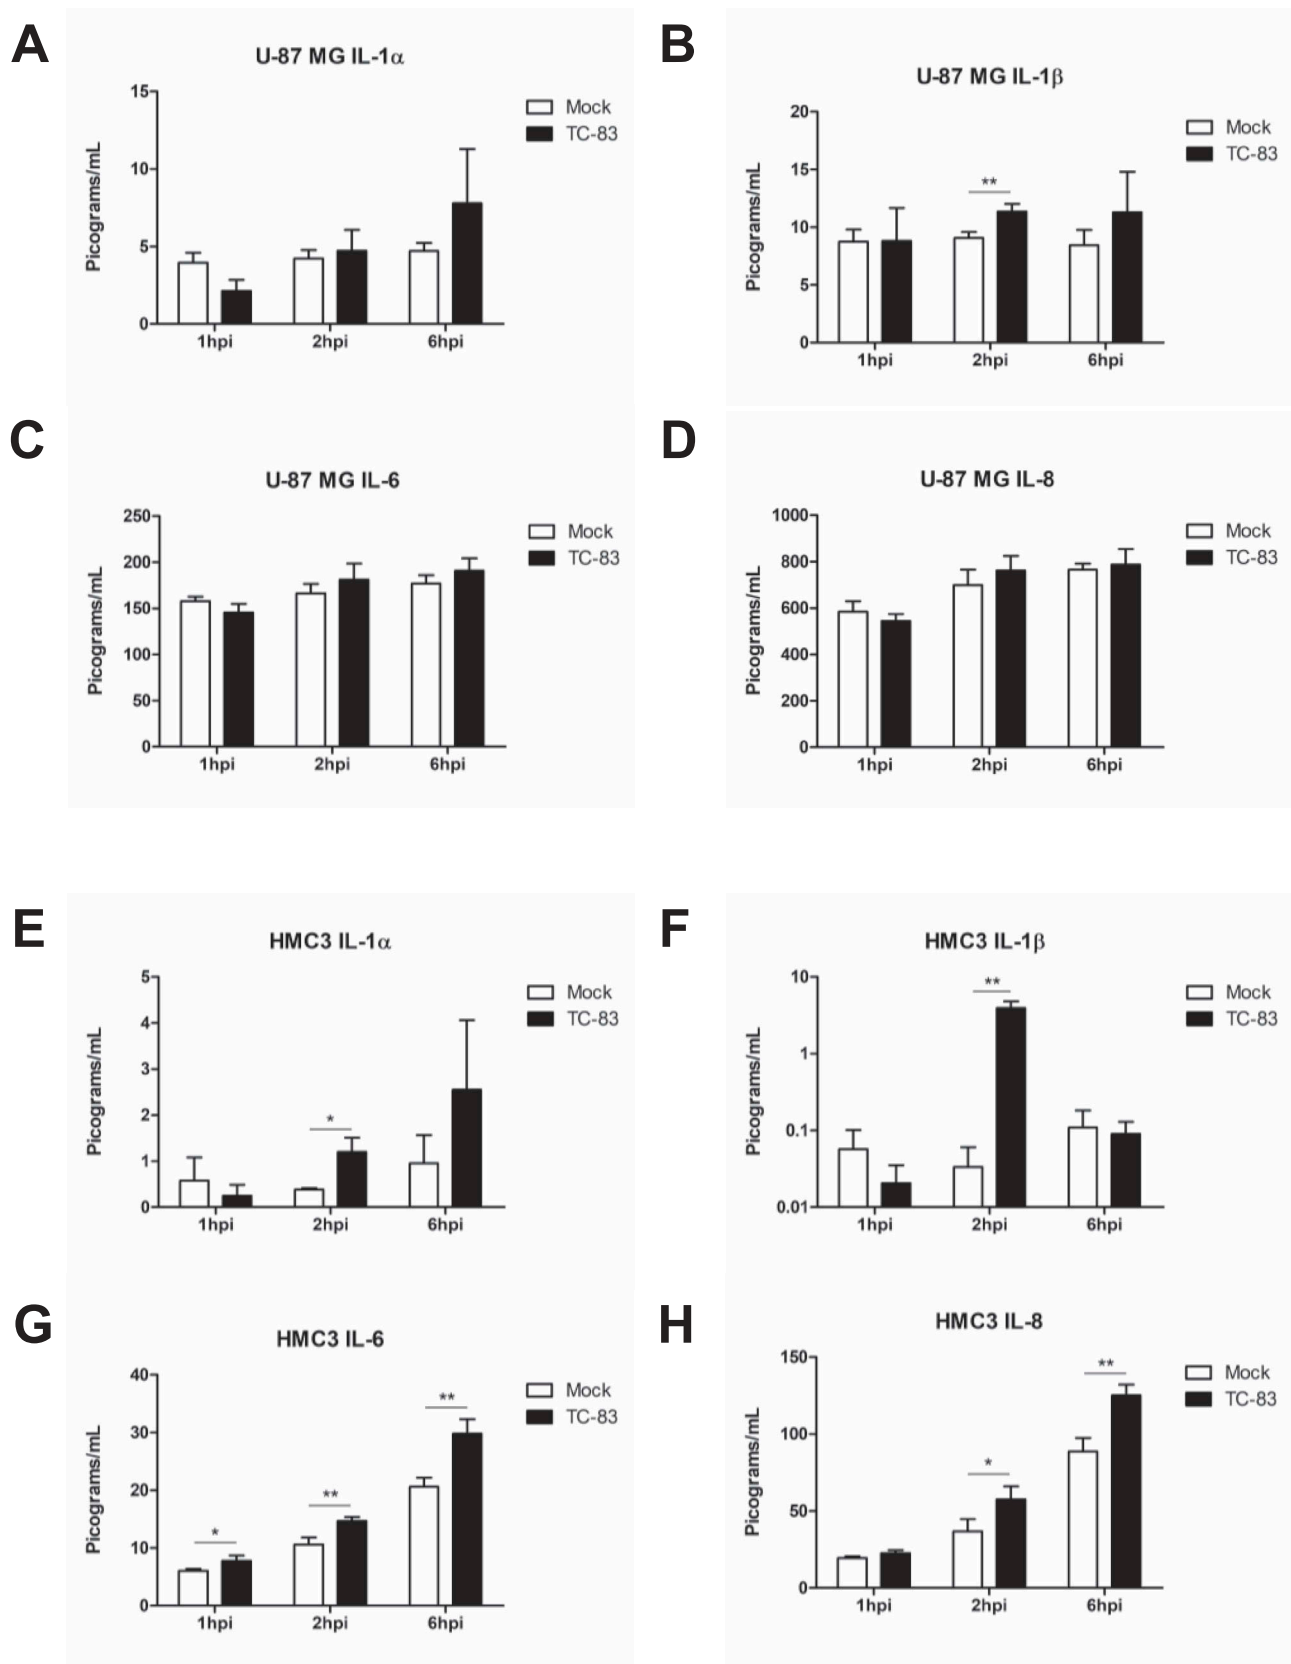 A
U-87 MG IL-1α
Picograms/mL
15
10
5
0
1hpi 2hpi 6hpi
Mock
TC-83
B
U-87 MG IL-1β
Picograms/mL
20
15
10
5
0
**
1hpi 2hpi 6hpi
Mock
TC-83
C
U-87 MG IL-6
Picograms/mL
250
200
150
100
50
0
1hpi 2hpi 6hpi
Mock
TC-83
D
U-87 MG IL-8
Picograms/mL
1000
800
600
400
200
0
1hpi 2hpi 6hpi
Mock
TC-83
E
HMC3 IL-1α
Picograms/mL
5
4
3
2
1
0
*
1hpi 2hpi 6hpi
Mock
TC-83
F
HMC3 IL-1β
Picograms/mL
10
1
0.1
0.01
**
1hpi 2hpi 6hpi
Mock
TC-83
G
HMC3 IL-6
Picograms/mL
40
30
20
10
0
*
**
**
1hpi 2hpi 6hpi
Mock
TC-83
H
HMC3 IL-8
Picograms/mL
150
100
50
0
*
**
1hpi 2hpi 6hpi
Mock
TC-83